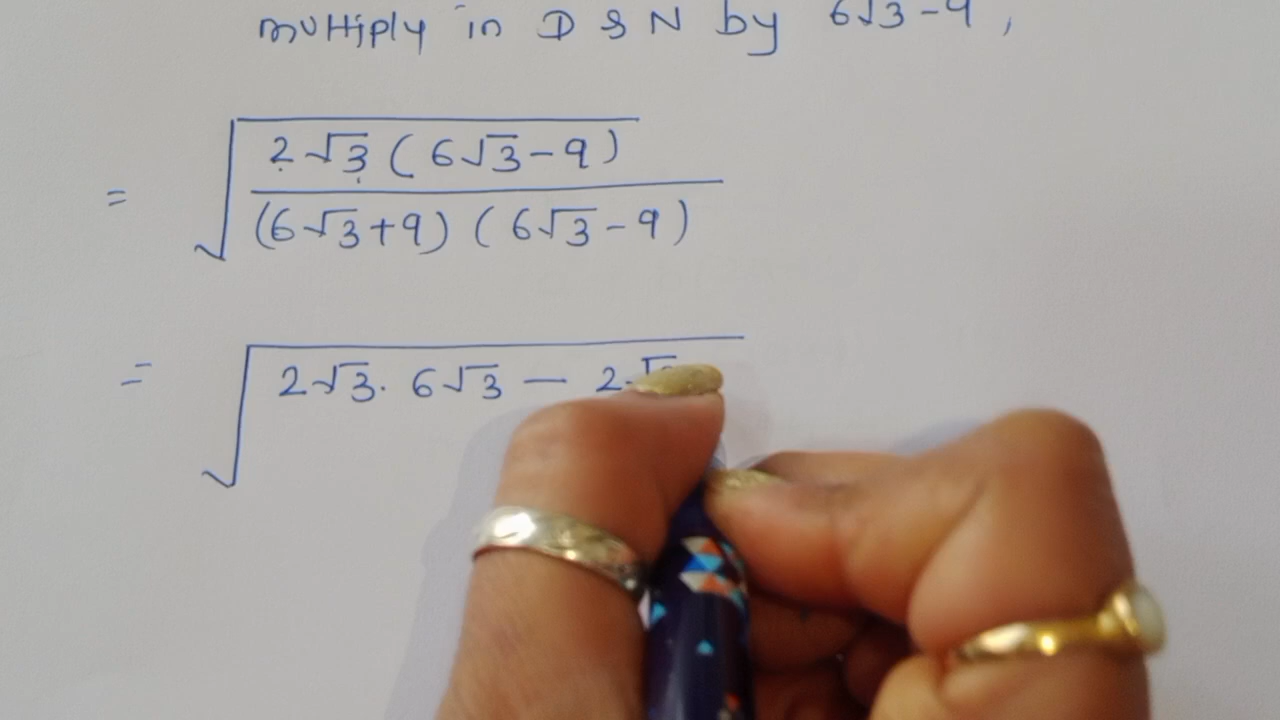 multiply in D & N by 6√3-9,
2√3(6√3-9)
= √
(6√3+9)(6√3-9)
= √ 2√3. 6√3 - 2√